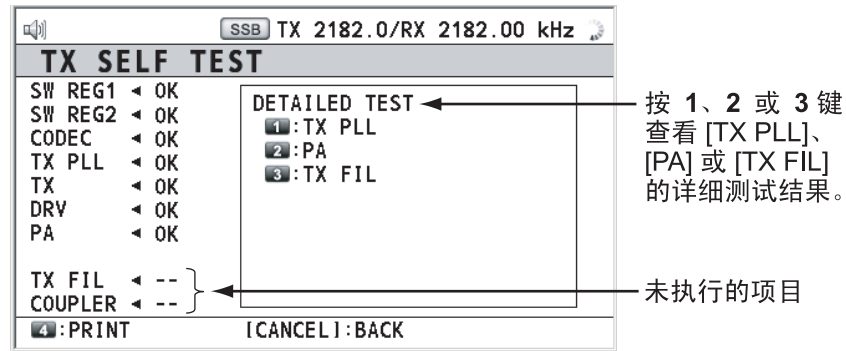 SSB TX 2182.0/RX 2182.00 kHz
TX SELF TEST
SW REG1 ◄ OK
SW REG2 ◄ OK
CODEC ◄ OK
TX PLL ◄ OK
TX ◄ OK
DRV ◄ OK
PA ◄ OK
TX FIL ◄ --
COUPLER ◄ --
DETAILED TEST
1:TX PLL
2:PA
3:TX FIL
4:PRINT [CANCEL]:BACK
按 1、2 或 3 键
查看 [TX PLL]、
[PA] 或 [TX FIL]
的详细测试结果。
未执行的项目